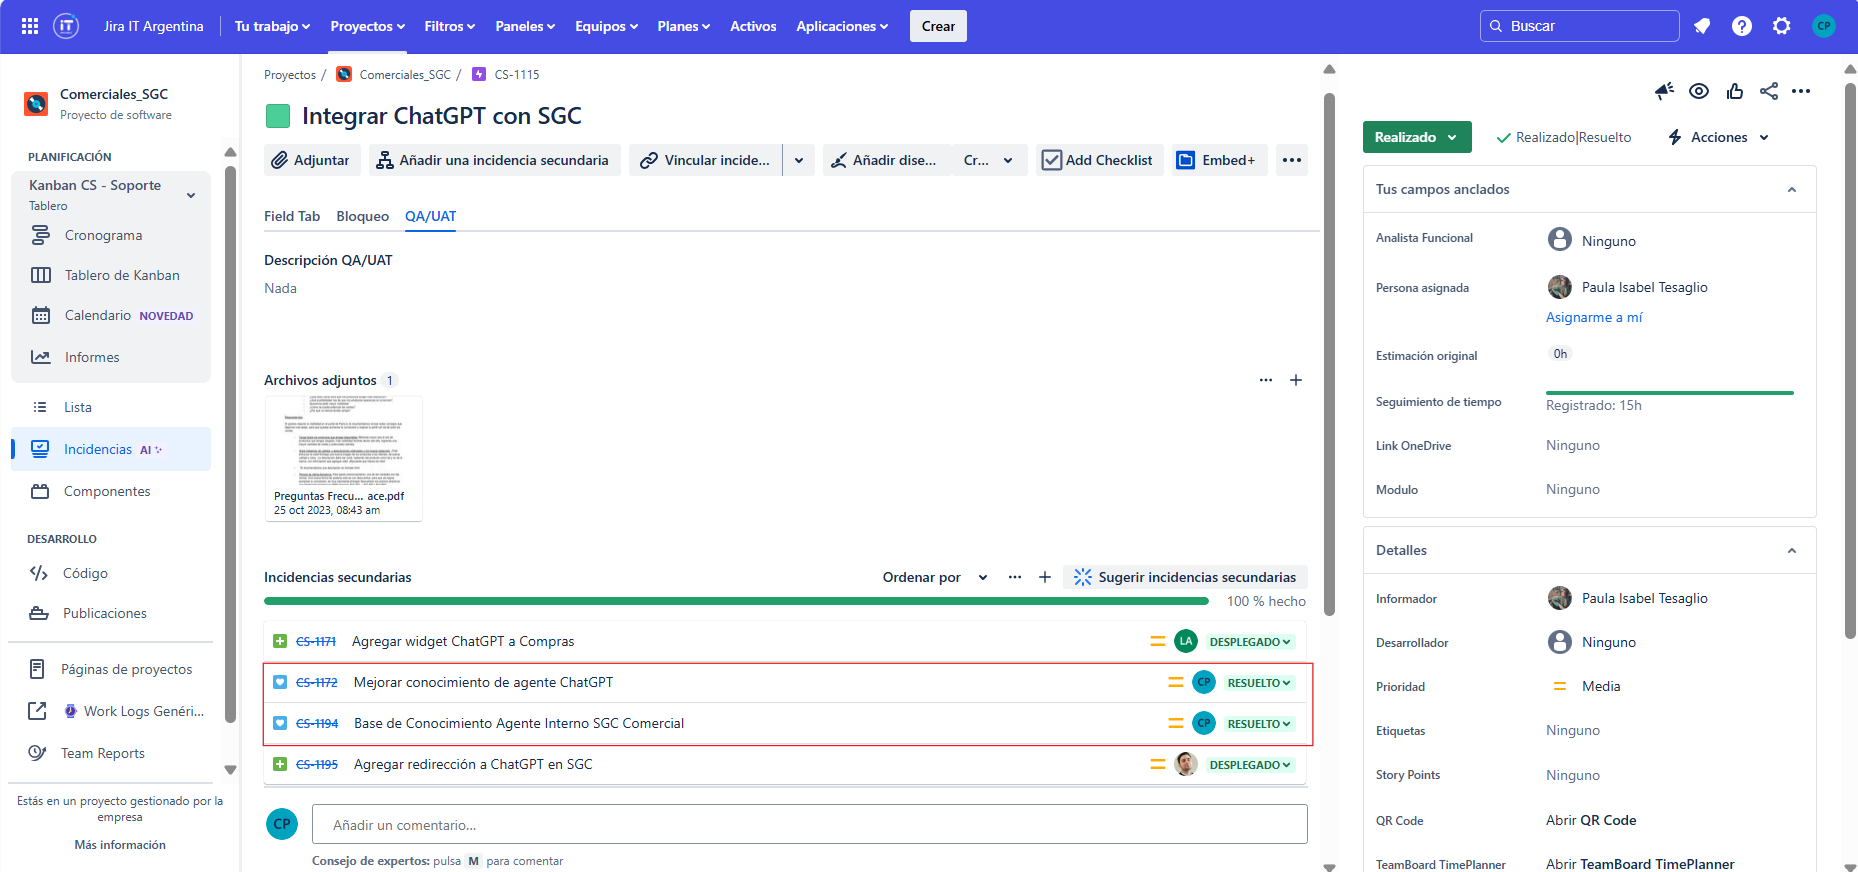 iT
Jira IT Argentina
Tu trabajo
Proyectos
Filtros
Paneles
Equipos
Planes
Activos
Aplicaciones
Crear
Buscar
CP
Comerciales_SGC
Proyecto de software
PLANIFICACIÓN
Kanban CS - Soporte
Tablero
Cronograma
Tablero de Kanban
Calendario NOVEDAD
Informes
Lista
Incidencias AI
Componentes
DESARROLLO
Código
Publicaciones
Páginas de proyectos
Work Logs Genéri...
Team Reports
Estás en un proyecto gestionado por la
empresa
Más información
Proyectos / Comerciales_SGC / CS-1115
Integrar ChatGPT con SGC
Adjuntar
Añadir una incidencia secundaria
Vincular incide...
Añadir dise...
Cr...
Add Checklist
Embed+
Field Tab
Bloqueo
QA/UAT
Descripción QA/UAT
Nada
Archivos adjuntos 1
Preguntas Frecu... ace.pdf
25 oct 2023, 08:43 am
Incidencias secundarias
Ordenar por
Sugerir incidencias secundarias
100 % hecho
CS-1171 Agregar widget ChatGPT a Compras LA DESPLEGADO
CS-1172 Mejorar conocimiento de agente ChatGPT CP RESUELTO
CS-1194 Base de Conocimiento Agente Interno SGC Comercial CP RESUELTO
CS-1195 Agregar redirección a ChatGPT en SGC DESPLEGADO
CP
Añadir un comentario...
Consejo de expertos: pulsa M para comentar
Realizado
Realizado|Resuelto
Acciones
Tus campos anclados
Analista Funcional Ninguno
Persona asignada Paula Isabel Tesaglio
Asignarme a mí
Estimación original 0h
Seguimiento de tiempo
Registrado: 15h
Link OneDrive Ninguno
Modulo Ninguno
Detalles
Informador Paula Isabel Tesaglio
Desarrollador Ninguno
Prioridad Media
Etiquetas Ninguno
Story Points Ninguno
QR Code Abrir QR Code
TeamBoard TimePlanner Abrir TeamBoard TimePlanner